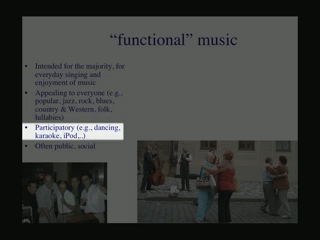 “functional” music
• Intended for the majority, for
everyday singing and
enjoyment of music
• Appealing to everyone (e.g.,
popular, jazz, rock, blues,
country & Western, folk,
lullabies)
• Participatory (e.g., dancing,
karaoke, iPod,..)
• Often public, social